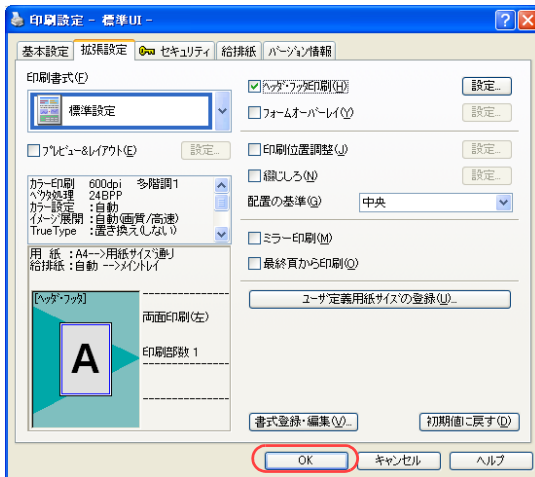 印刷設定 - 標準UI -
基本設定 拡張設定 セキュリティ 給排紙 バージョン情報
印刷書式(F)
標準設定
プレビュー&レイアウト(E) 設定...
カラー印刷 600dpi 多階調1
ベクタ処理 24BPP
カラー設定 :自動
イメージ展開 :自動(画質/高速)
TrueType :置き換え(しない)
用 紙 :A4-->用紙サイズ通り
給排紙 :自動 -->メイントレイ
[ヘッダ・フッタ]
両面印刷(左)
A
印刷部数 1
ヘッダ・フッタ印刷(H) 設定...
フォームオーバーレイ(Y) 設定...
印刷位置調整(J) 設定...
綴じしろ(N) 設定...
配置の基準(G) 中央
ミラー印刷(M)
最終頁から印刷(O)
ユーザ定義用紙サイズの登録(U)...
書式登録・編集(V)... 初期値に戻す(D)
OK キャンセル ヘルプ